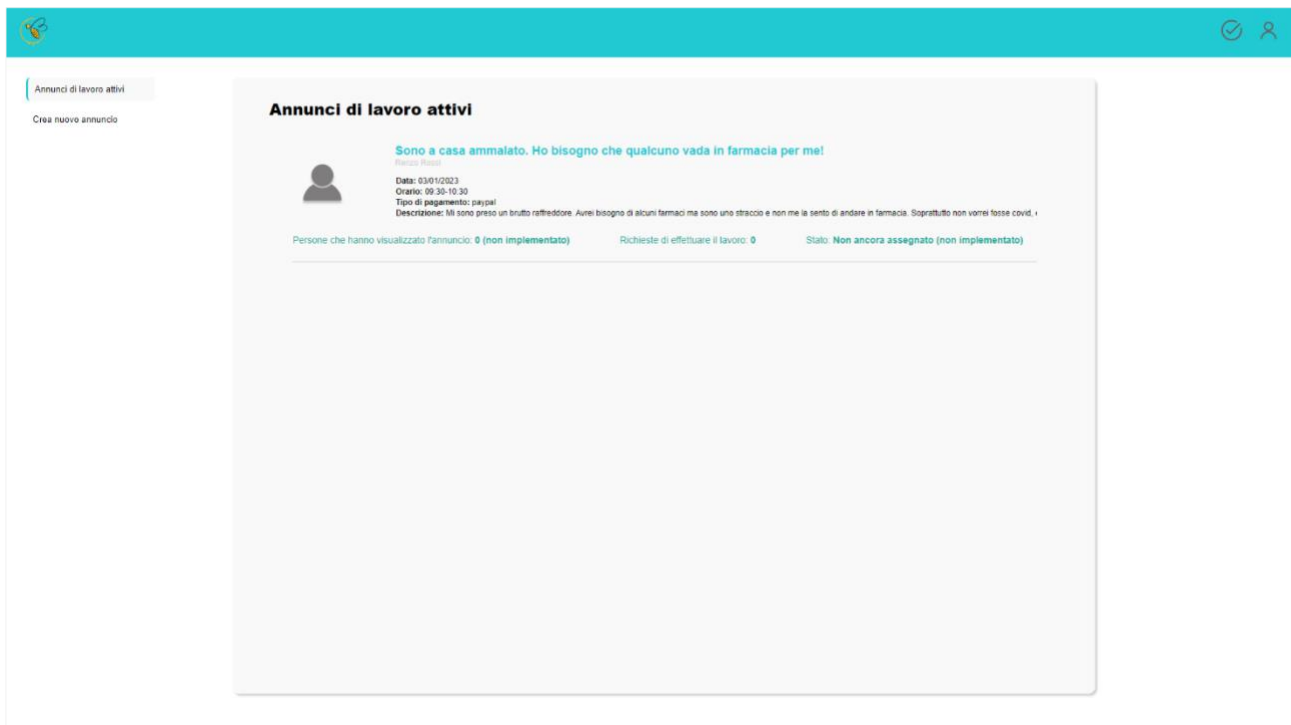 Annunci di lavoro attivi
Crea nuovo annuncio
Annunci di lavoro attivi
Sono a casa ammalato. Ho bisogno che qualcuno vada in farmacia per me!
Renzo Rossi
Data: 03/01/2023
Orario: 09:30-10:30
Tipo di pagamento: paypal
Descrizione: Mi sono preso un brutto raffreddore. Avrei bisogno di alcuni farmaci ma sono uno straccio e non me la sento di andare in farmacia. Soprattutto non vorrei fosse covid,
Persone che hanno visualizzato l'annuncio: 0 (non implementato) Richieste di effettuare il lavoro: 0 Stato: Non ancora assegnato (non implementato)